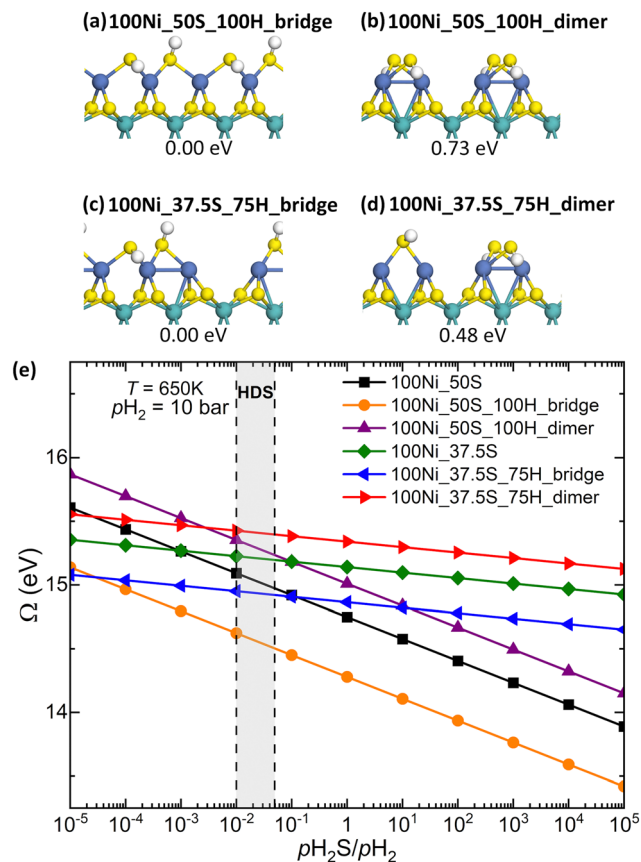 (a) 100Ni_50S_100H_bridge
(b) 100Ni_50S_100H_dimer
0.00 eV
0.73 eV
(c) 100Ni_37.5S_75H_bridge
(d) 100Ni_37.5S_75H_dimer
0.00 eV
0.48 eV
(e)
T = 650K
pH₂ = 10 bar
HDS
100Ni_50S
100Ni_50S_100H_bridge
100Ni_50S_100H_dimer
100Ni_37.5S
100Ni_37.5S_75H_bridge
100Ni_37.5S_75H_dimer
16
15
14
Ω (eV)
10⁻⁵ 10⁻⁴ 10⁻³ 10⁻² 10⁻¹ 1 10¹ 10² 10³ 10⁴ 10⁵
pH₂S/pH₂